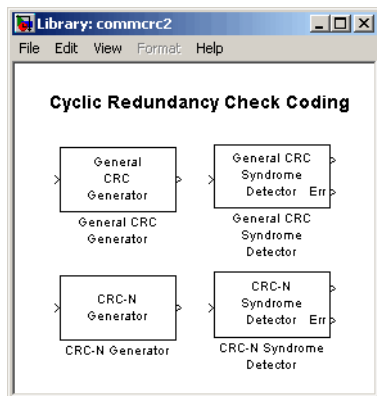 Library: commcrc2
File Edit View Format Help
Cyclic Redundancy Check Coding
General
CRC
Generator
General CRC
Generator
General CRC
Syndrome
Detector Err
General CRC
Syndrome
Detector
CRC-N
Generator
CRC-N Generator
CRC-N
Syndrome
Detector Err
CRC-N Syndrome
Detector